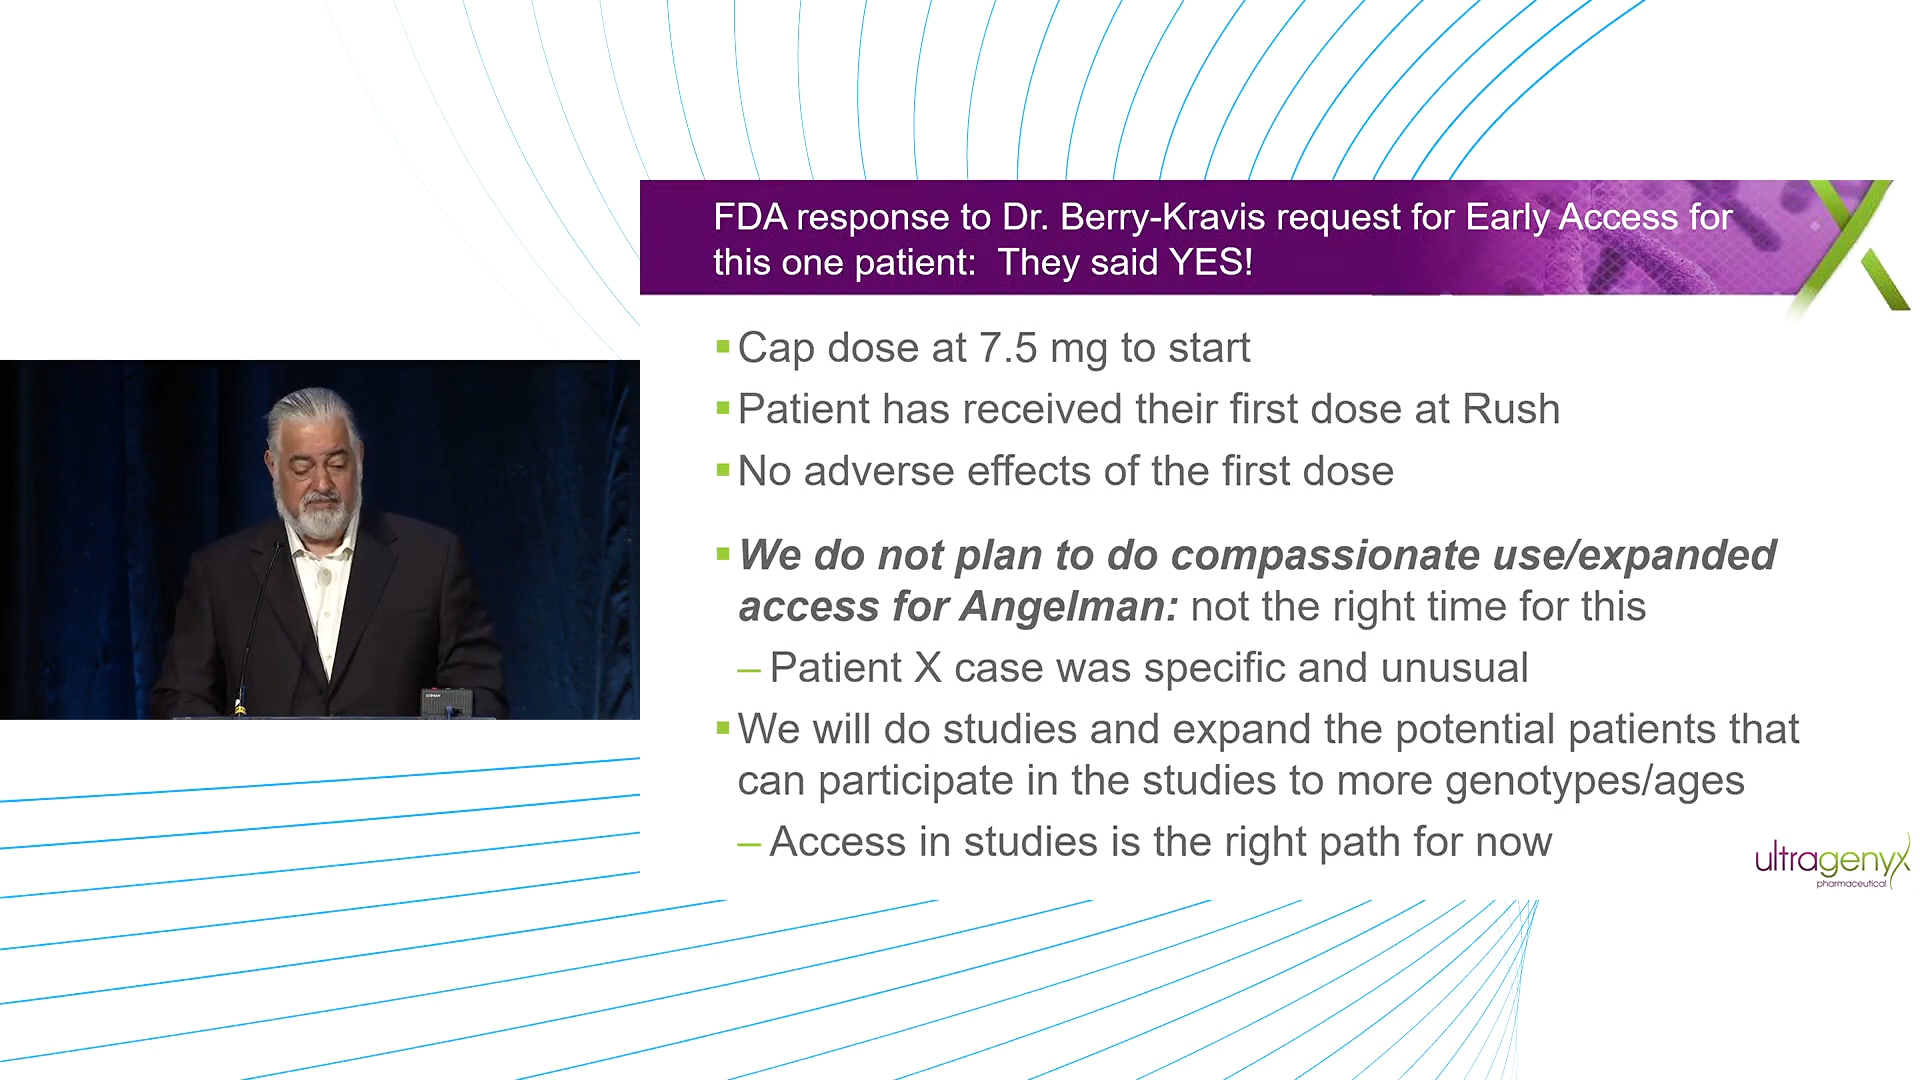 FDA response to Dr. Berry-Kravis request for Early Access for
this one patient:  They said YES!
▪Cap dose at 7.5 mg to start
▪Patient has received their first dose at Rush
▪No adverse effects of the first dose
▪We do not plan to do compassionate use/expanded
access for Angelman: not the right time for this
– Patient X case was specific and unusual
▪We will do studies and expand the potential patients that
can participate in the studies to more genotypes/ages
– Access in studies is the right path for now
ultragenyx
pharmaceutical